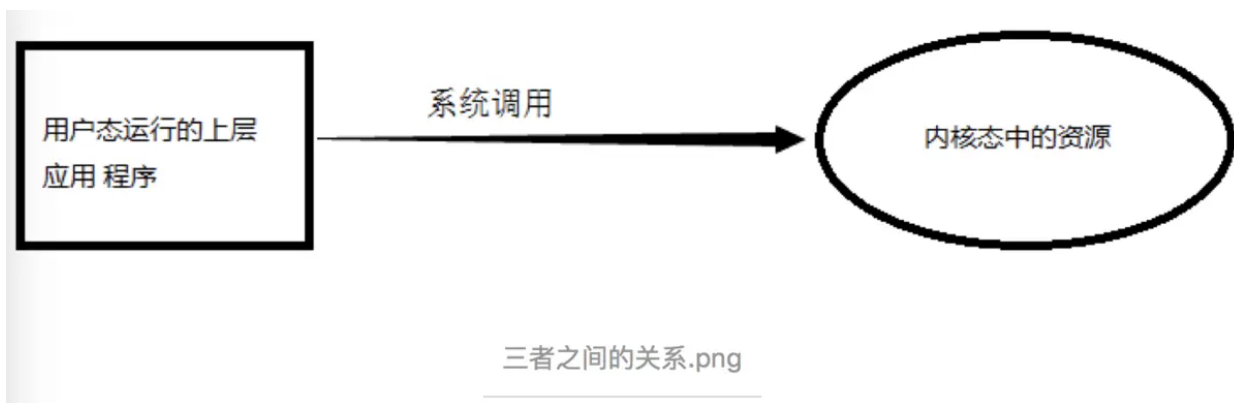 系统调用
用户态运行的上层
应用 程序
内核态中的资源
三者之间的关系.png